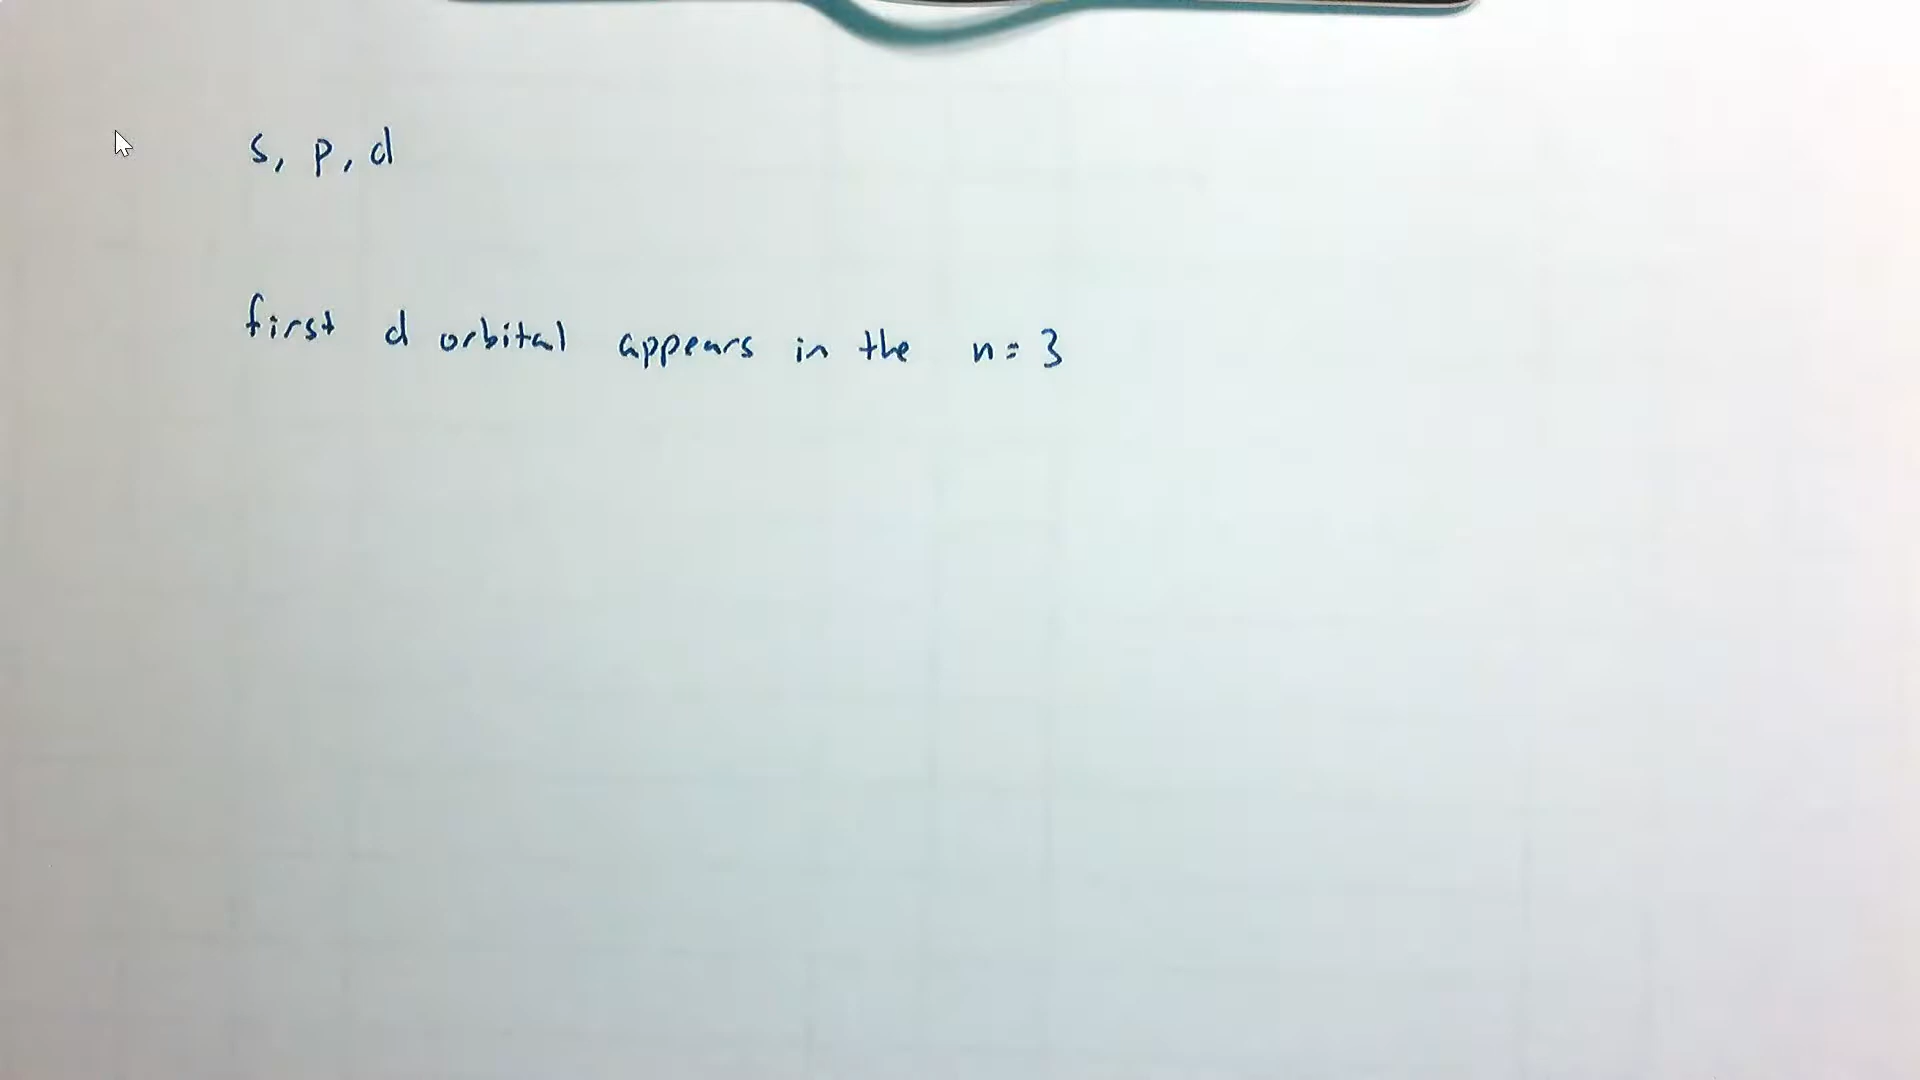 s, p, d
first d orbital appears in the n = 3